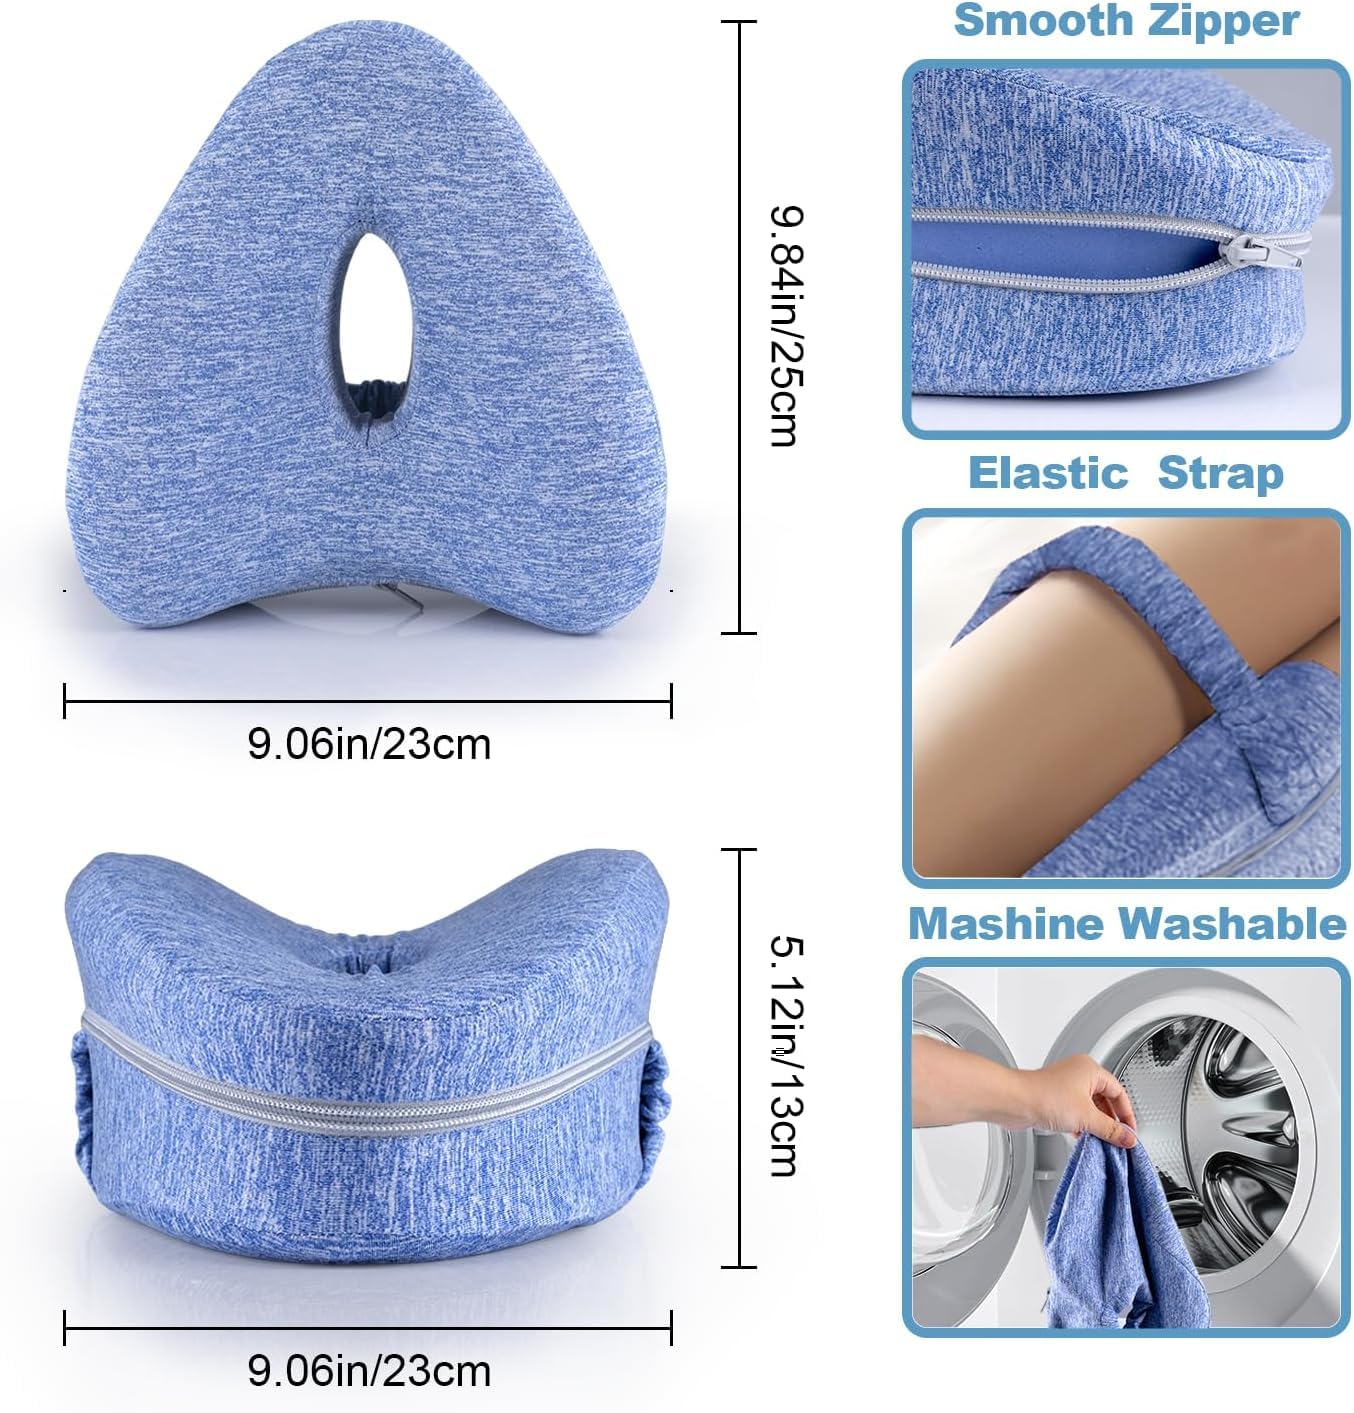 Smooth Zipper
9.84in/25cm
9.06in/23cm
Elastic Strap
Mashine Washable
5.12in/13cm
9.06in/23cm